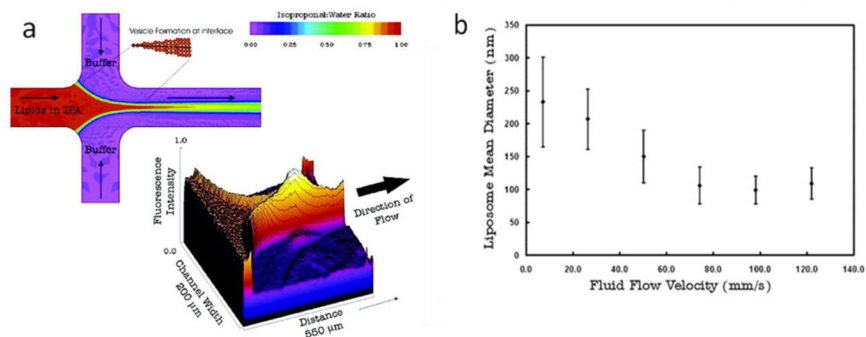 a
Vesicle Formation at interface
Isoproponal:Water Ratio
0.00 0.25 0.50 0.75 1.00
Buffer
Lipids in IPA
Buffer
1.0
Fluorescence
Intensity
0.0
Direction of
Flow
Channel Width
200 μm
Distance
550 μm
b
Liposome Mean Diameter (nm)
350
300
250
200
150
100
50
0
0.0 20.0 40.0 60.0 80.0 100.0 120.0 140.0
Fluid Flow Velocity (mm/s)